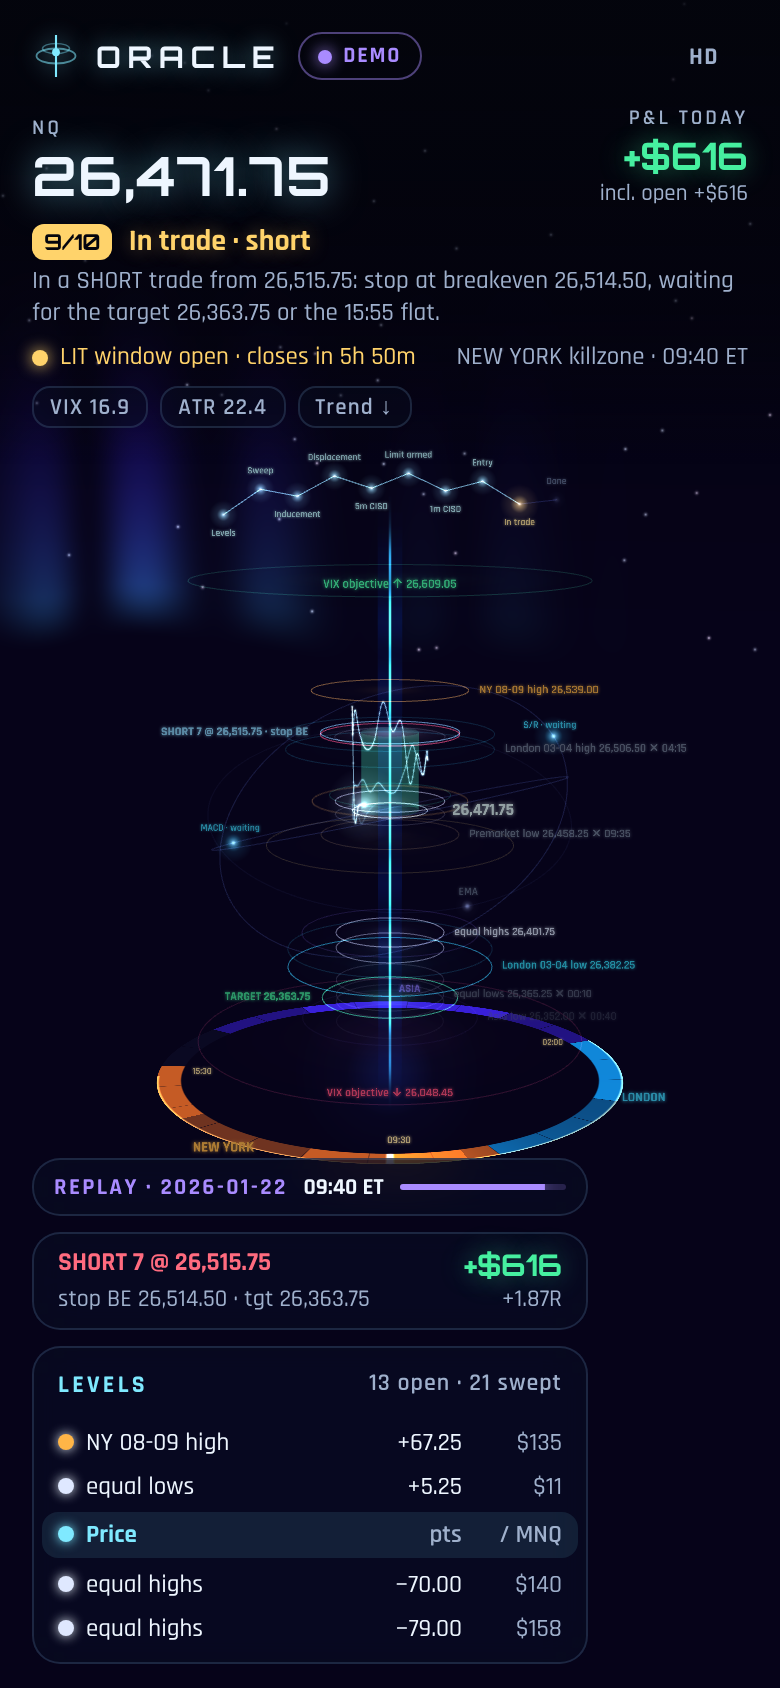 ORACLE
DEMO
HD
NQ
P&L TODAY
26,471.75
+$616
incl. open +$616
9/10
In trade · short
In a SHORT trade from 26,515.75: stop at breakeven 26,514.50, waiting
for the target 26,363.75 or the 15:55 flat.
LIT window open · closes in 5h 50m
NEW YORK killzone · 09:40 ET
VIX 16.9
ATR 22.4
Trend ↓
Levels
Sweep
Inducement
Displacement
5m CISD
Limit armed
1m CISD
Entry
In trade
Done
VIX objective ↑ 26,609.05
NY 08-09 high 26,539.00
S/R · waiting
SHORT 7 @ 26,515.75 · stop BE
London 03-04 high 26,506.50 × 04:15
26,471.75
MACD · waiting
Premarket low 26,458.25 × 09:35
EMA
equal highs 26,401.75
London 03-04 low 26,382.25
TARGET 26,363.75
ASIA
equal lows 26,365.25 × 00:10
low 26,352.00 × 00:40
02:00
15:30
VIX objective ↓ 26,048.45
LONDON
09:30
NEW YORK
REPLAY · 2026-01-22
09:40 ET
SHORT 7 @ 26,515.75
+$616
stop BE 26,514.50 · tgt 26,363.75
+1.87R
LEVELS
13 open · 21 swept
NY 08-09 high +67.25 $135
equal lows +5.25 $11
Price pts / MNQ
equal highs −70.00 $140
equal highs −79.00 $158